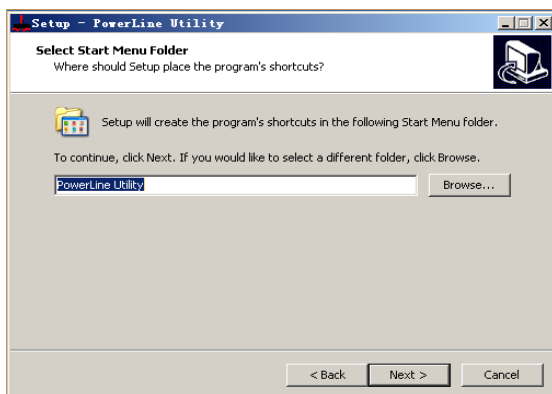 Setup - PowerLine Utility
Select Start Menu Folder
Where should Setup place the program's shortcuts?
Setup will create the program's shortcuts in the following Start Menu folder.
To continue, click Next. If you would like to select a different folder, click Browse.
PowerLine Utility
Browse...
< Back
Next >
Cancel